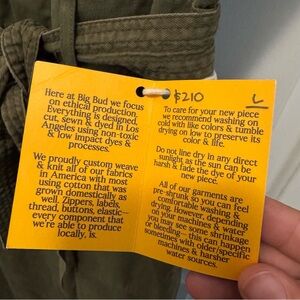 Here at Big Bud we focus
on ethical production.
Everything is designed,
cut, sewn & dyed in Los
Angeles using non-toxic
& low impact dyes &
processes.
We proudly custom weave
& knit all of our fabrics
in America with most
using cotton that was
grown domestically as
well. Zippers, labels,
thread, buttons, elastic—
every component that
we're able to produce
locally, is.
$210
L
To care for your new piece
we recommend washing on
cold with like colors & tumble
drying on low to preserve its
color & life.
Do not line dry in any direct
sunlight as the sun can be
harsh & fade the dye of your
new piece.
All of our garments are
pre-shrunk so you can feel
comfortable washing &
drying. However, depending
on your machines & water
you may see some shrinkage
or bleeding— this can happen
sometimes with older/specific
machines & harsher
water sources.